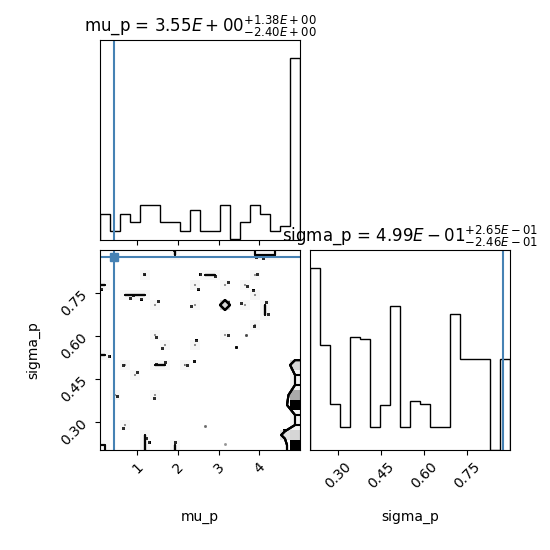 mu_p = 3.55E+00^{+1.38E+00}_{-2.40E+00}
sigma_p = 4.99E-01^{+2.65E-01}_{-2.46E-01}
sigma_p
0.75
0.60
0.45
0.30
1 2 3 4
mu_p
0.30 0.45 0.60 0.75
sigma_p